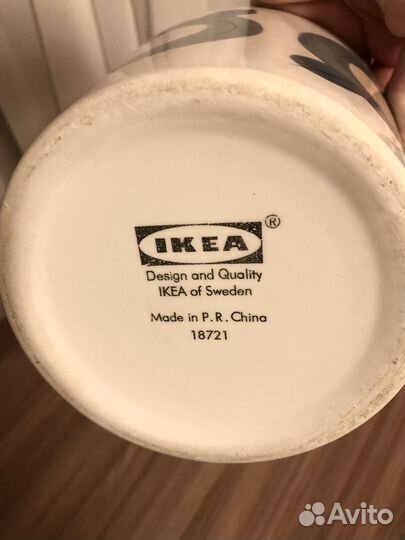 IKEA®
Design and Quality
IKEA of Sweden
Made in P.R. China
18721
Avito